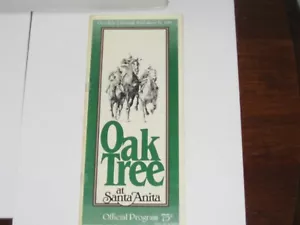 Oak
Tree
at
Santa Anita
Official Program 75¢